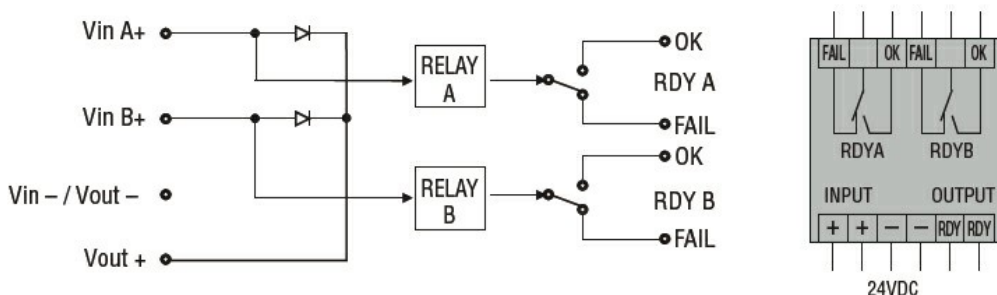 Vin A+
Vin B+
Vin – / Vout –
Vout +
RELAY
A
RELAY
B
OK
RDY A
FAIL
OK
RDY B
FAIL
FAIL OK FAIL OK
RDYA RDYB
INPUT OUTPUT
+ + – – RDY RDY
24VDC